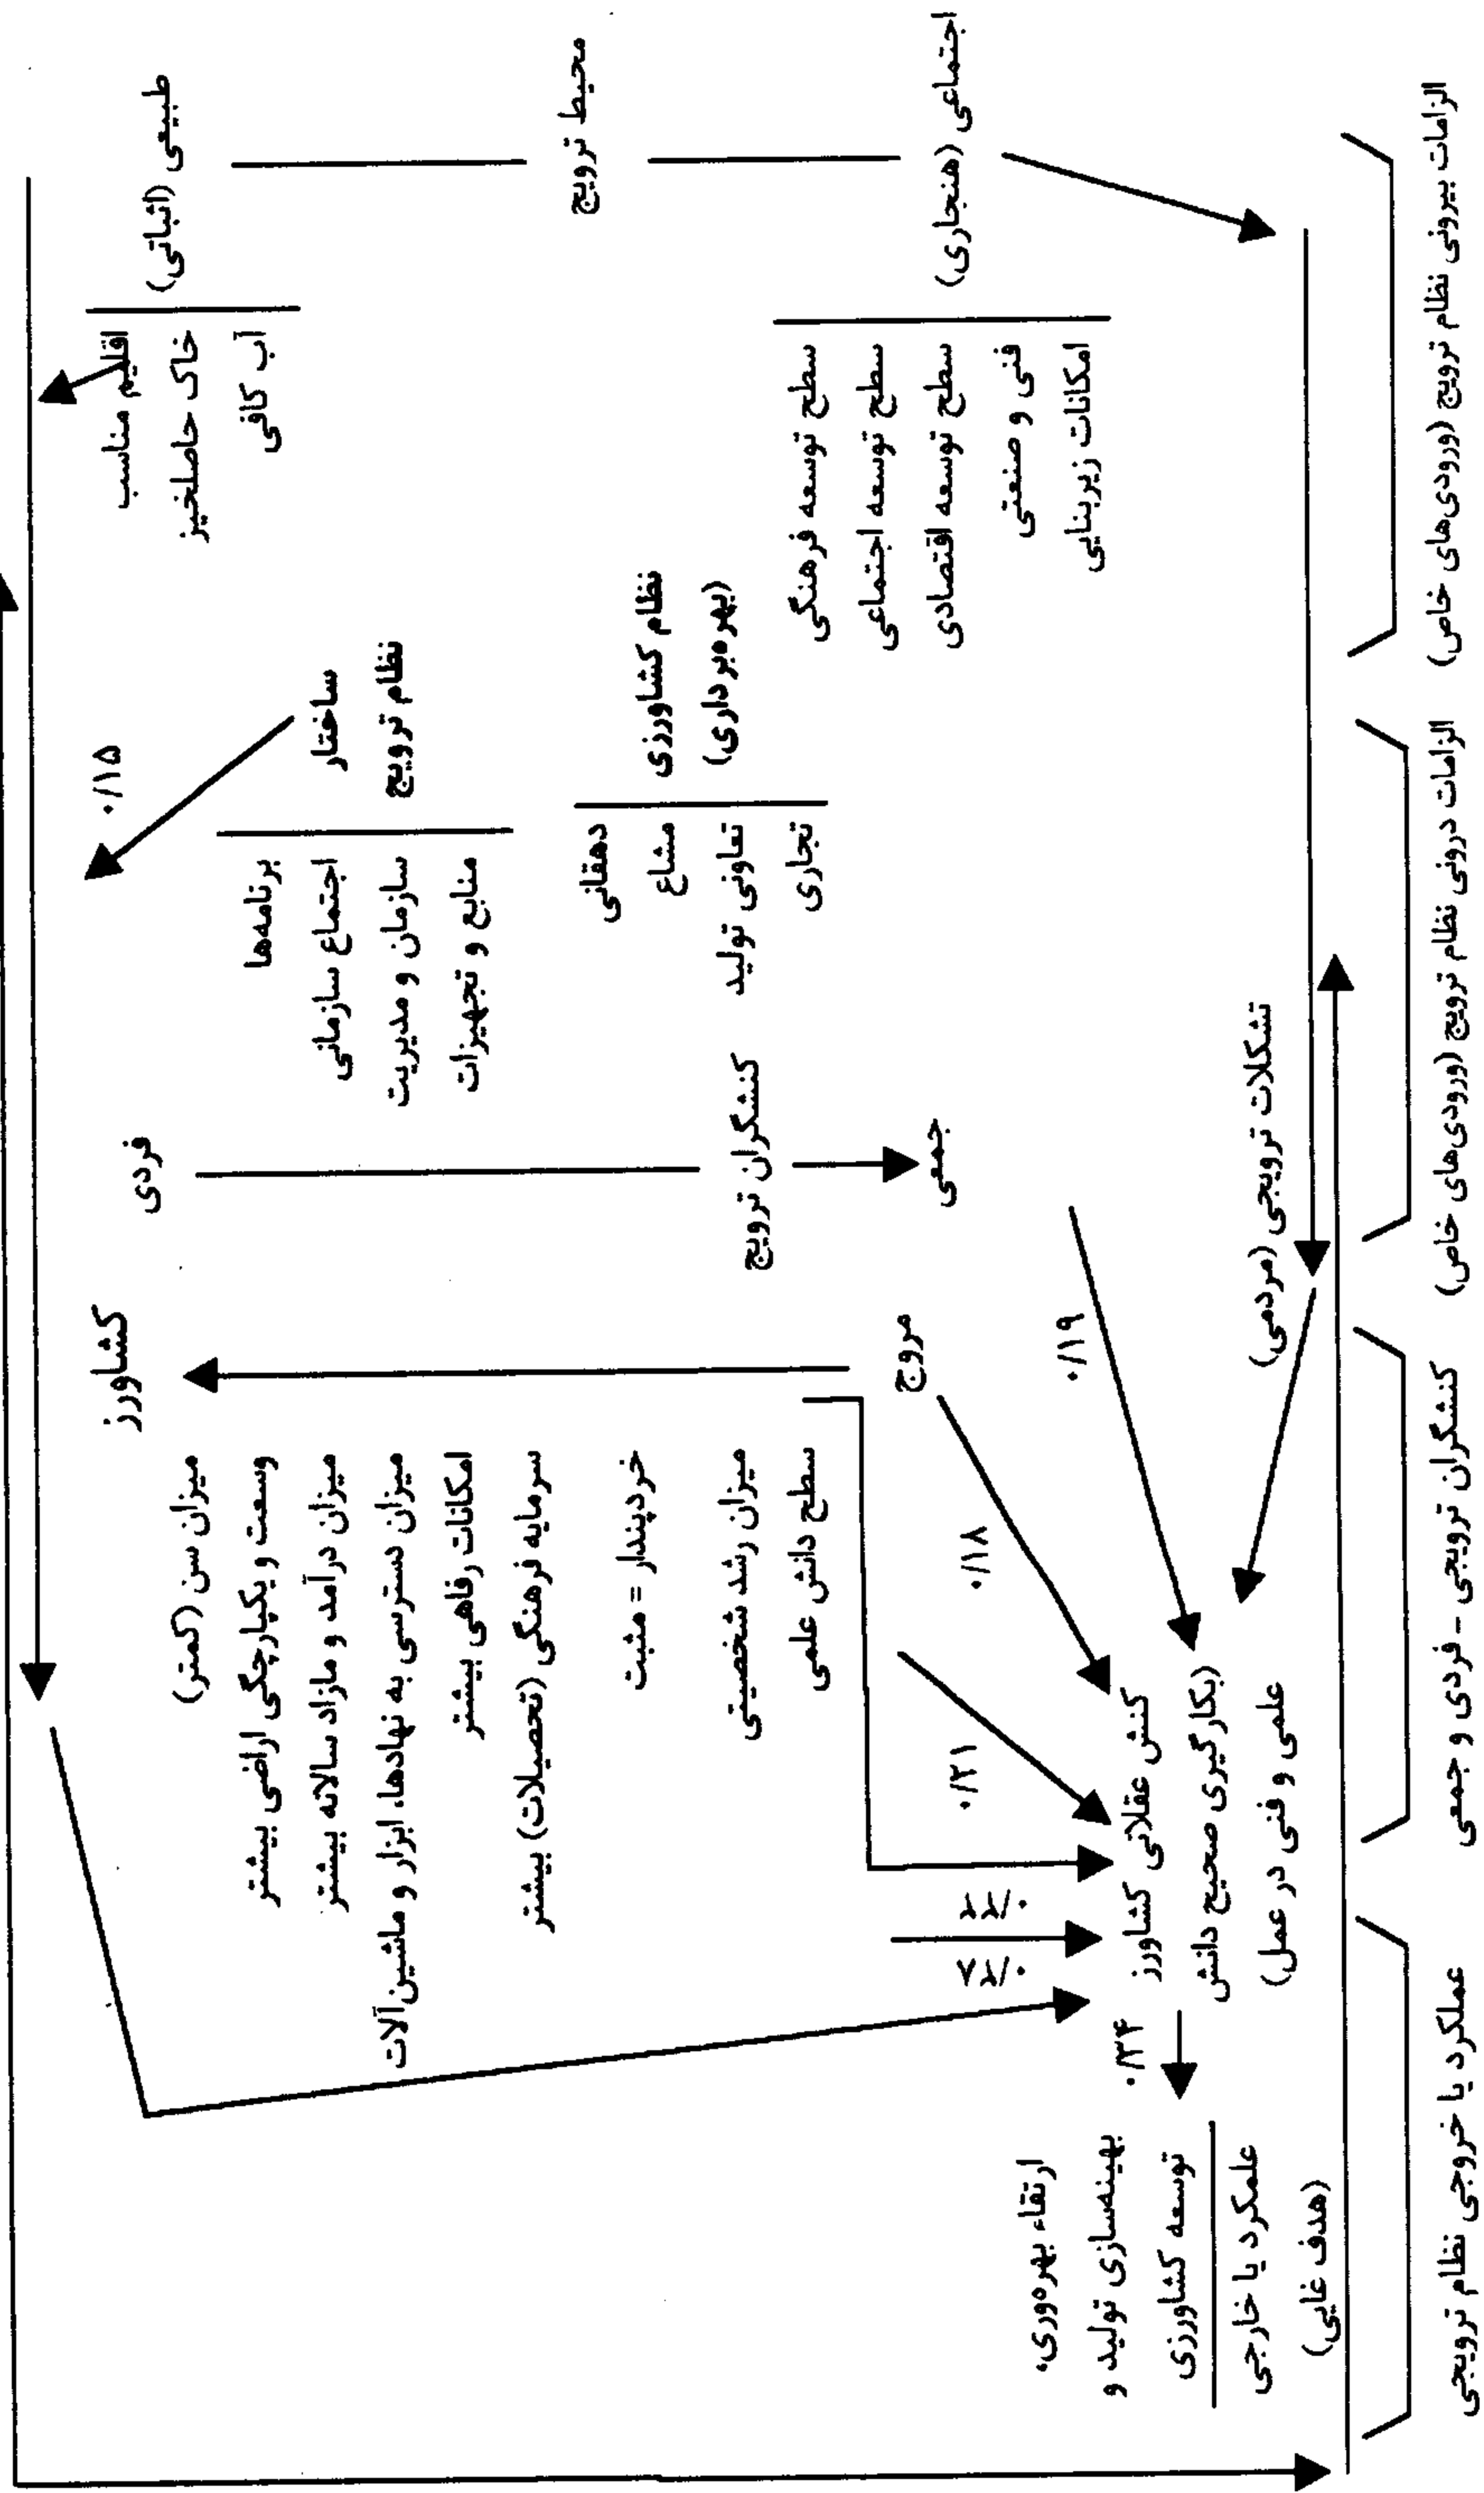 طبیعی (اثباتی)
اقلیم مناسب
خاک حاصلخیز
آب کافی
محیط ترویج
اجتماعی (هنجاری)
سطح توسعه فرهنگی
سطح توسعه اجتماعی
سطح توسعه اقتصادی
فنی و صنعتی
امکانات زیربنایی
الزامات بیرونی نظام ترویج (ورودی‌های خاص)
۰/۱۵
ساختار
نظام ترویج
برنامه‌ها
اجتماع سازمانی
سازمان و مدیریت
منابع و تجهیزات
نظام کشاورزی
(بهره‌برداری)
دهقانی
مشاع
تعاونی تولید
تجاری
الزامات درونی نظام ترویج (ورودی‌های خاص)
فردی
کنشگران ترویج
جمعی
تشکلات ترویجی (مردمی)
کشاورز
مروج
۰/۱۹
میزان سن (کمتر)
وسعت و یکپارچگی اراضی بیشتر
میزان درآمد و مازاد سالانه بیشتر
میزان دسترسی به نهادها، ابزار و ماشین‌آلات
امکانات رفاهی بیشتر
سرمایه فرهنگی (تحصیلات) بیشتر
خردپندار = مثبت
میزان رشد شخصیتی
سطح دانش علمی
۰/۱۸
۰/۲۱
کنشگران ترویجی - فردی و جمعی
۰/۲۲
۰/۲۷
کنش عقلانی کشاورز
(بکارگیری صحیح دانش
علمی و فنی در عمل)
۰/۳۴
ارتقاء بهره‌وری،
بهینه‌سازی تولید و
توسعه کشاورزی
علمکرد یا خارجی
(هدف غایی)
عملکرد یا خروجی نظام ترویجی